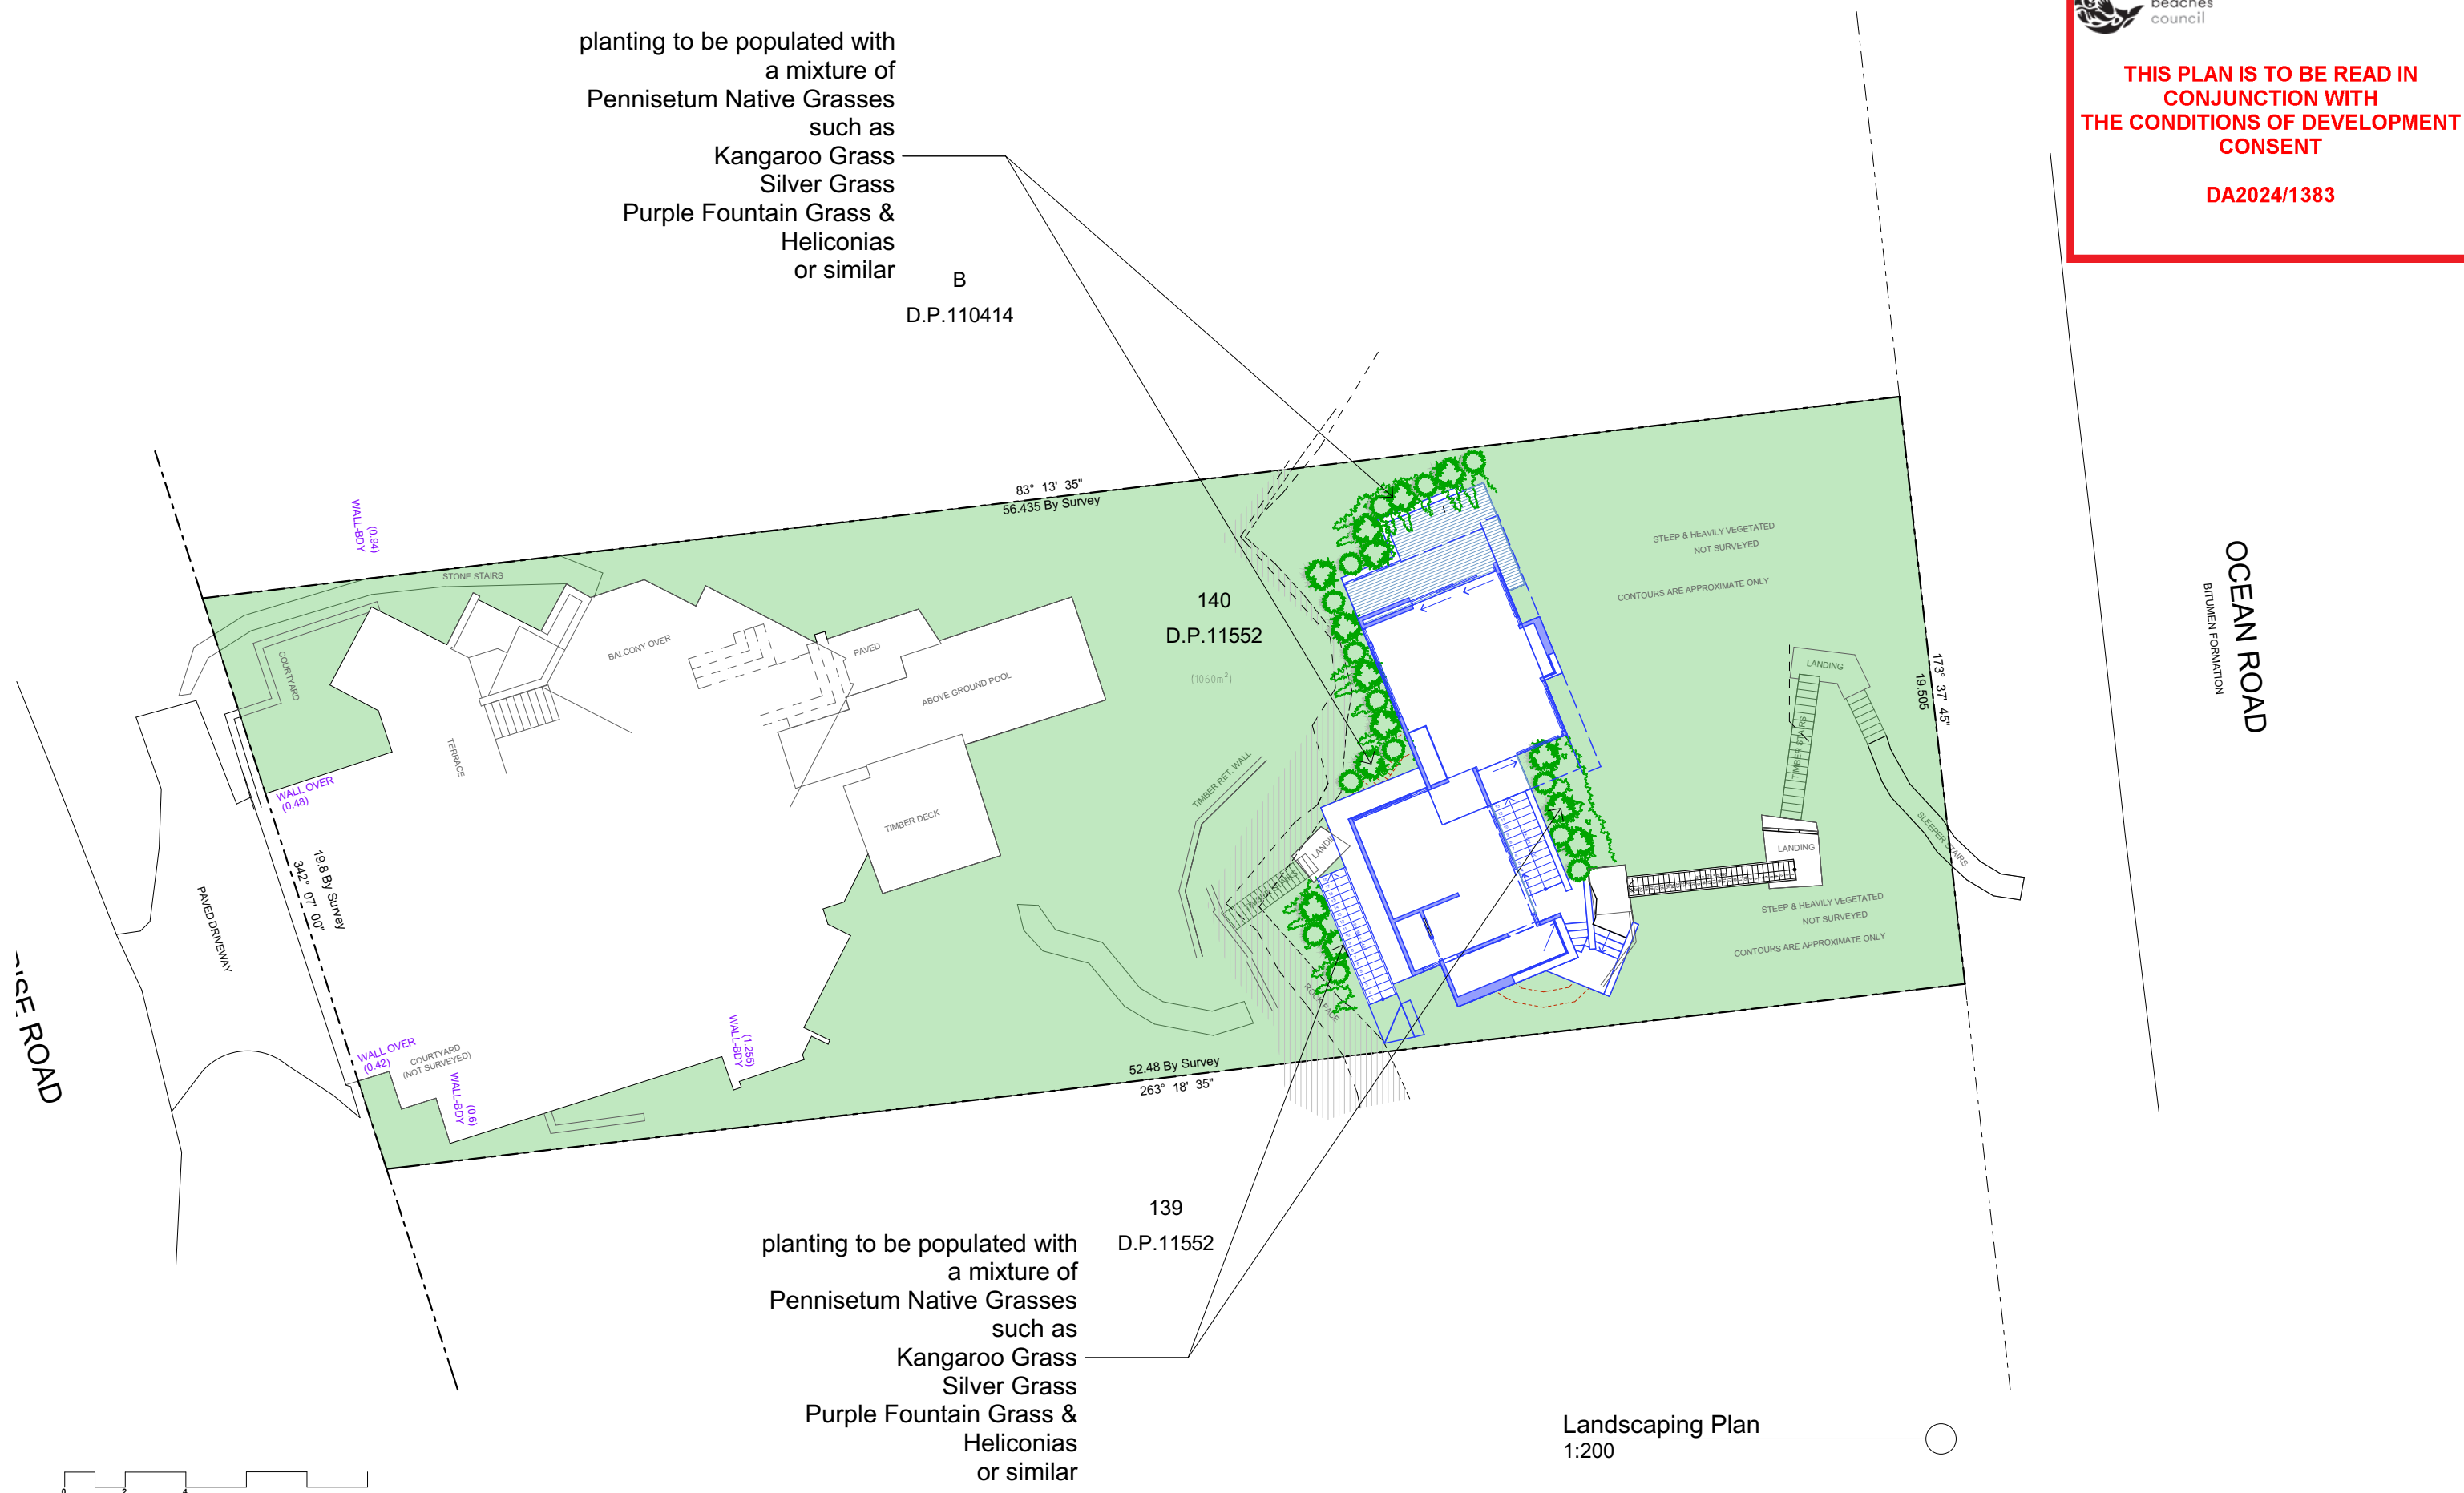 beaches
council
THIS PLAN IS TO BE READ IN
CONJUNCTION WITH
THE CONDITIONS OF DEVELOPMENT
CONSENT
DA2024/1383
planting to be populated with
a mixture of
Pennisetum Native Grasses
such as
Kangaroo Grass
Silver Grass
Purple Fountain Grass &
Heliconias
or similar
B
D.P.110414
83° 13' 35"
56.435 By Survey
WALL-BDY
(0.94)
STONE STAIRS
COURTYARD
BALCONY OVER
PAVED
ABOVE GROUND POOL
TERRACE
TIMBER DECK
WALL OVER
(0.48)
140
D.P.11552
(1060m²)
STEEP & HEAVILY VEGETATED
NOT SURVEYED
CONTOURS ARE APPROXIMATE ONLY
LANDING
TIMBER STAIRS
LANDING
SLEEPER STAIRS
173° 37' 45"
19.505
OCEAN ROAD
BITUMEN FORMATION
TIMBER RET. WALL
ROCK FACE
STEEP & HEAVILY VEGETATED
NOT SURVEYED
CONTOURS ARE APPROXIMATE ONLY
19.8 By Survey
342° 07' 00"
PAVED DRIVEWAY
ROAD
WALL OVER
(0.42)
COURTYARD
(NOT SURVEYED)
WALL-BDY
(0.6)
WALL-BDY
(1.255)
52.48 By Survey
263° 18' 35"
139
D.P.11552
planting to be populated with
a mixture of
Pennisetum Native Grasses
such as
Kangaroo Grass
Silver Grass
Purple Fountain Grass &
Heliconias
or similar
Landscaping Plan
1:200